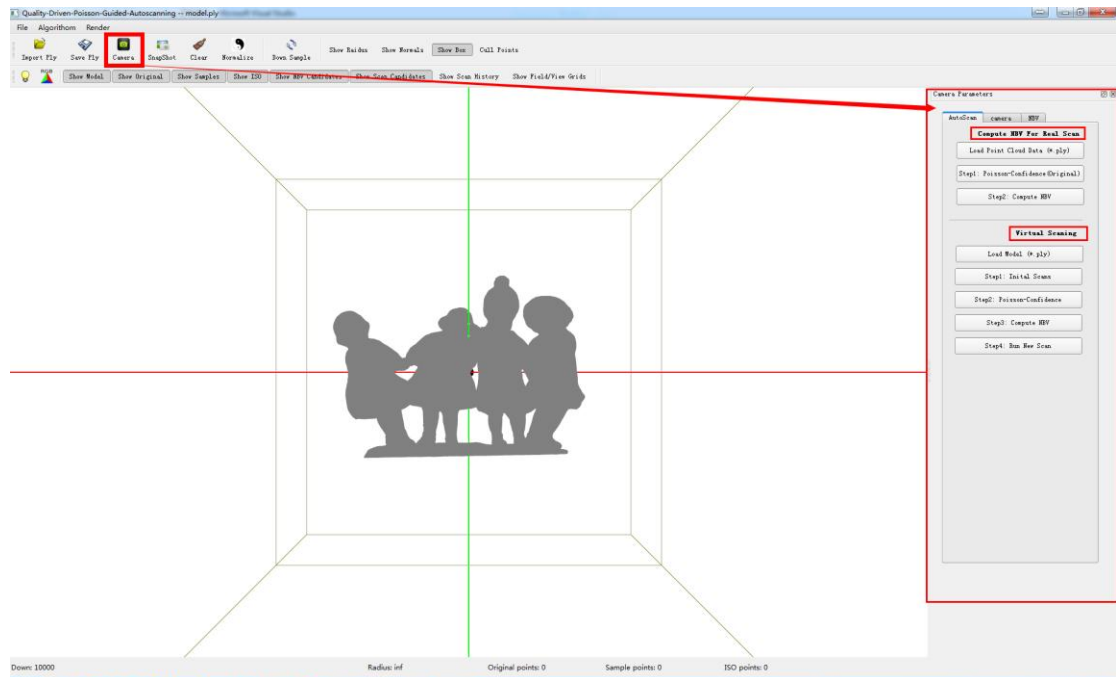 Quality-Driven-Poisson-Guided-Autoscanning -- model.ply
File Algorithom Render
Import Ply Save Ply Camera SnapShot Clear Normalize Down Sample Show Raidus Show Normals Show Box Cull Points
Show Model Show Original Show Samples Show ISO Show NBV Candidates Show Scan Candidates Show Scan History Show Field/View Grids
Camera Parameters
AutoScan camera NBV
Compute NBV For Real Scan
Load Point Cloud Data (*.ply)
Step1: Poisson-Confidence(Original)
Step2: Compute NBV
Virtual Scaning
Load Model (*.ply)
Step1: Inital Scans
Step2: Poisson-Confidence
Step3: Compute NBV
Step4: Run New Scan
Down: 10000 Radius: inf Original points: 0 Sample points: 0 ISO points: 0